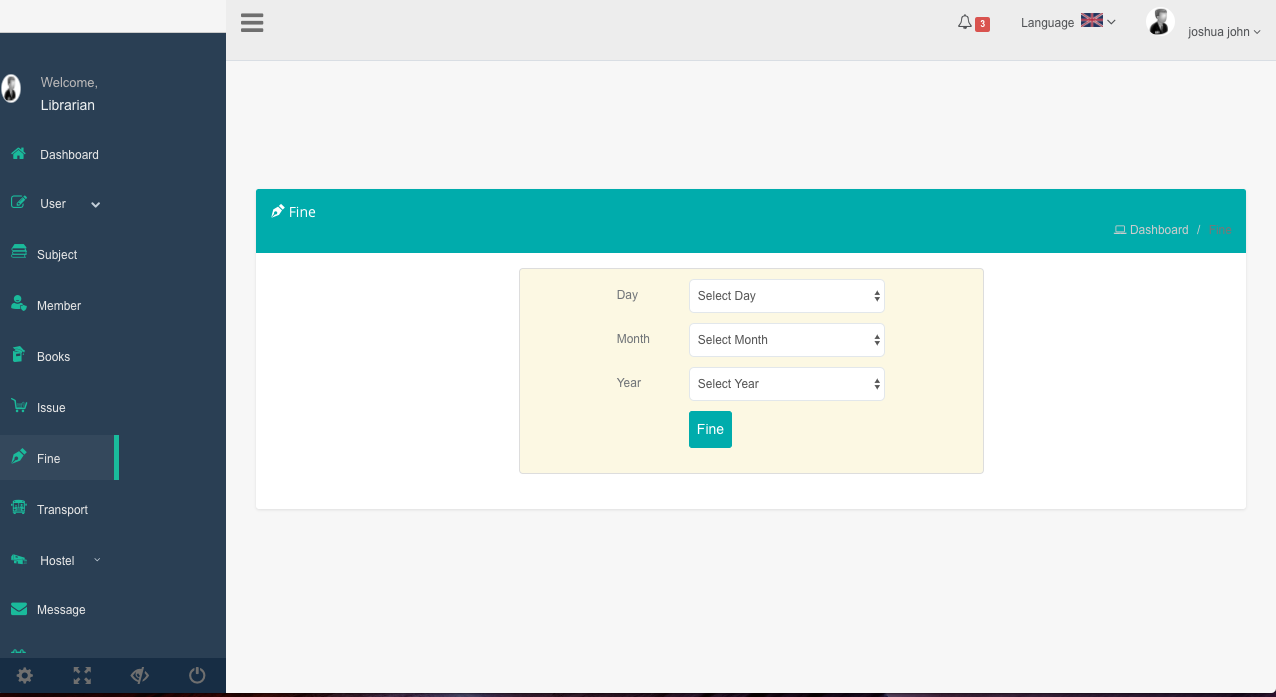 3
Language
joshua john
Welcome,
Librarian
Dashboard
User
Subject
Member
Books
Issue
Fine
Transport
Hostel
Message
Fine
Dashboard / Fine
Day Select Day
Month Select Month
Year Select Year
Fine